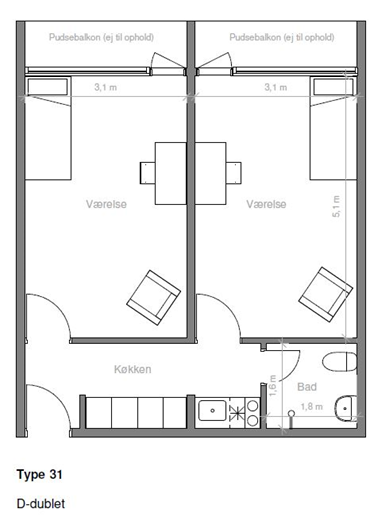 Pudsebalkon (ej til ophold)
Pudsebalkon (ej til ophold)
3,1 m
3,1 m
Værelse
Værelse
5,1 m
Køkken
1,6 m
Bad
1,8 m
Type 31
D-dublet